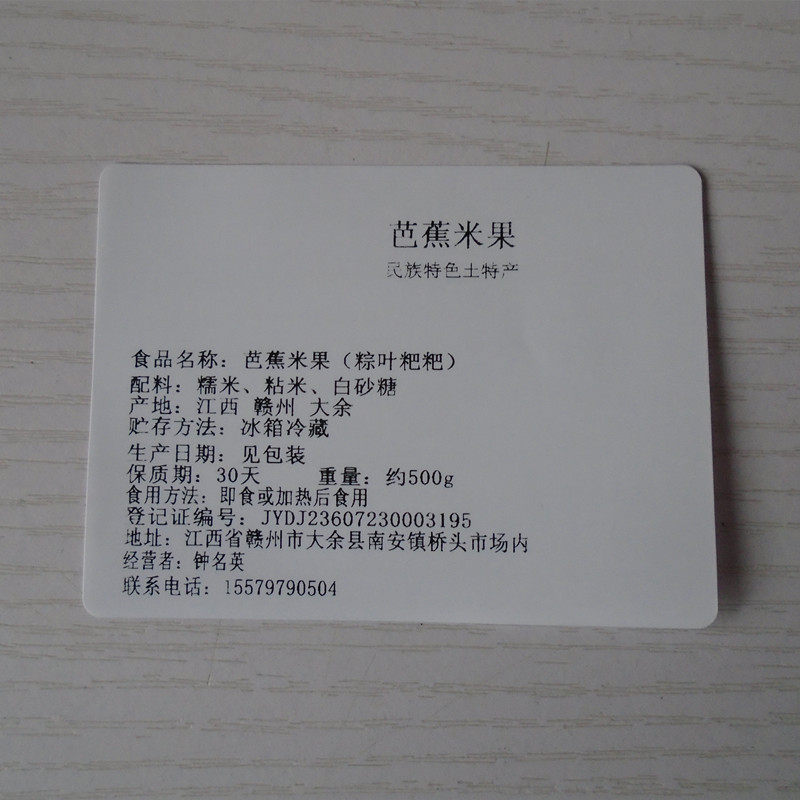 芭蕉米果
民族特色土特产
食品名称：芭蕉米果（粽叶粑粑）
配料：糯米、粘米、白砂糖
产地：江西 赣州 大余
贮存方法：冰箱冷藏
生产日期：见包装
保质期：30天 重量：约500g
食用方法：即食或加热后食用
登记证编号：JYDJ23607230003195
地址：江西省赣州市大余县南安镇桥头市场内
经营者：钟名英
联系电话：15579790504